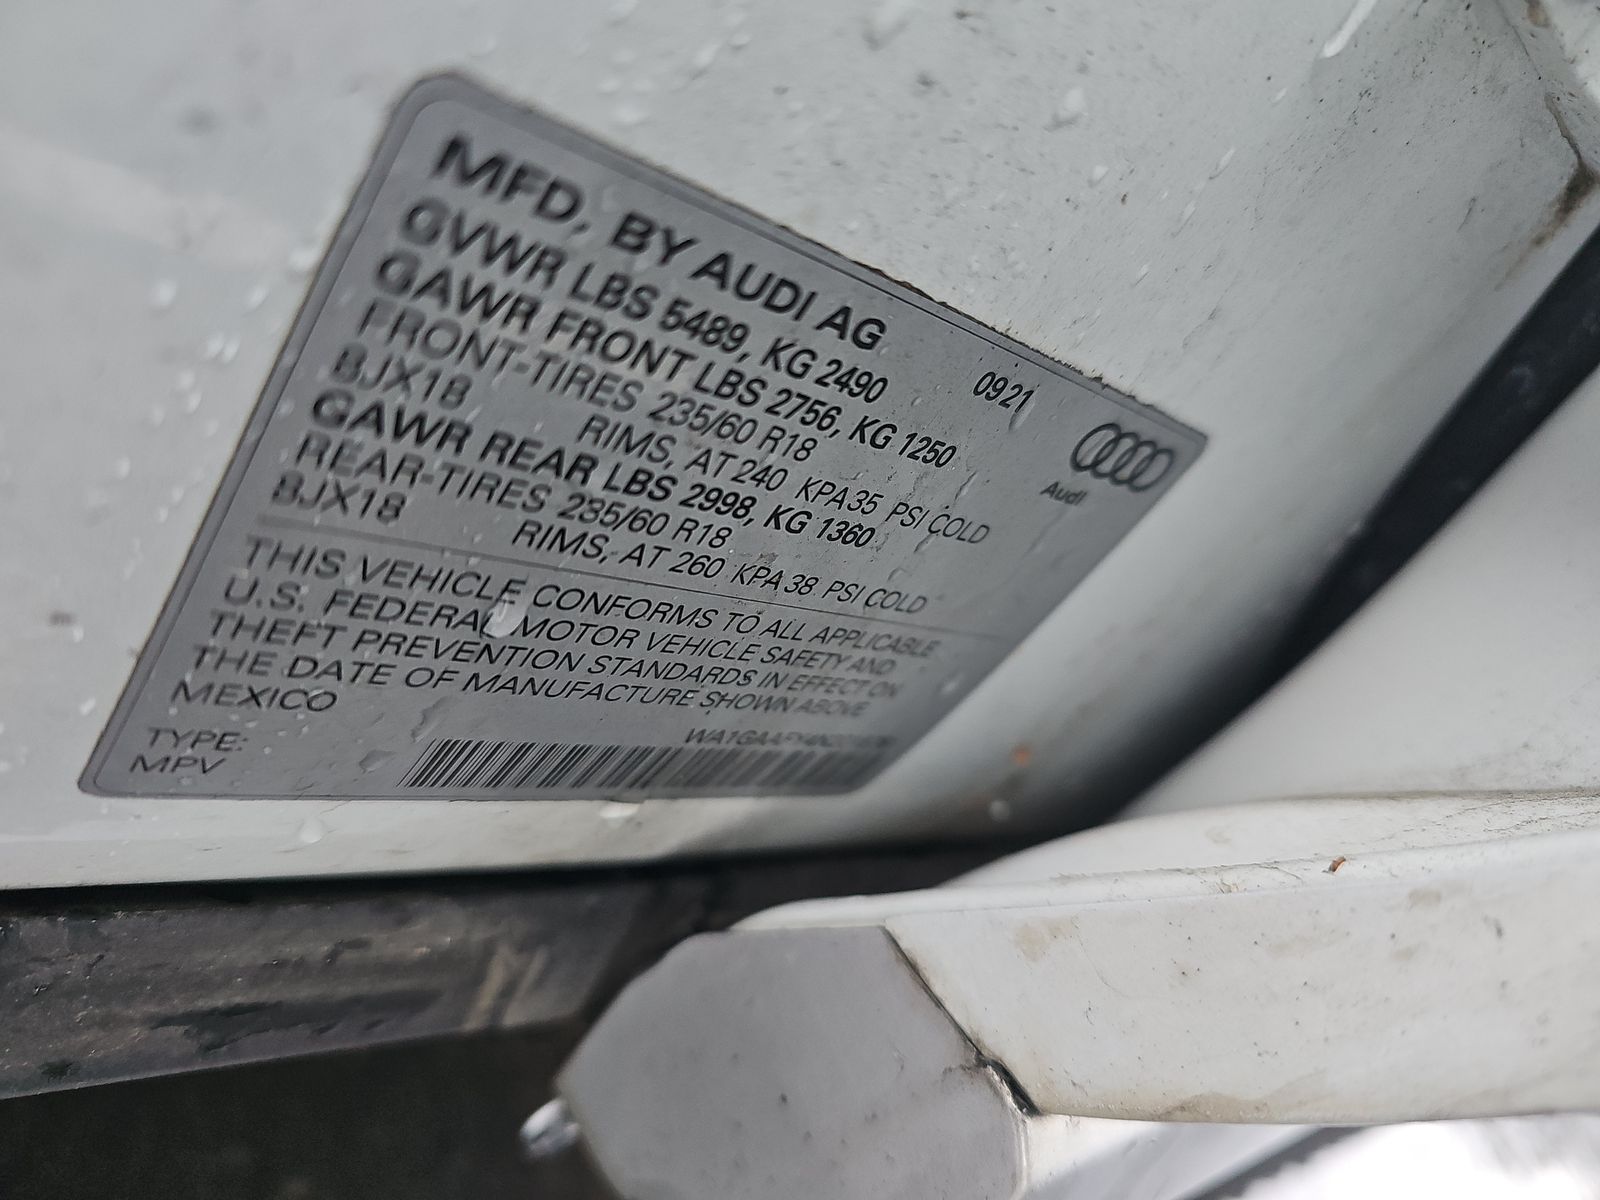 MFD, BY AUDI AG
GVWR LBS 5489, KG 2490 0921
GAWR FRONT LBS 2756, KG 1250
FRONT-TIRES 235/60 R18
8JX18 RIMS, AT 240 KPA 35 PSI COLD
GAWR REAR LBS 2998, KG 1360
REAR-TIRES 235/60 R18
8JX18 RIMS, AT 260 KPA 38 PSI COLD
Audi
THIS VEHICLE CONFORMS TO ALL APPLICABLE
U.S. FEDERAL MOTOR VEHICLE SAFETY AND
THEFT PREVENTION STANDARDS IN EFFECT ON
THE DATE OF MANUFACTURE SHOWN ABOVE
MEXICO
TYPE:
MPV